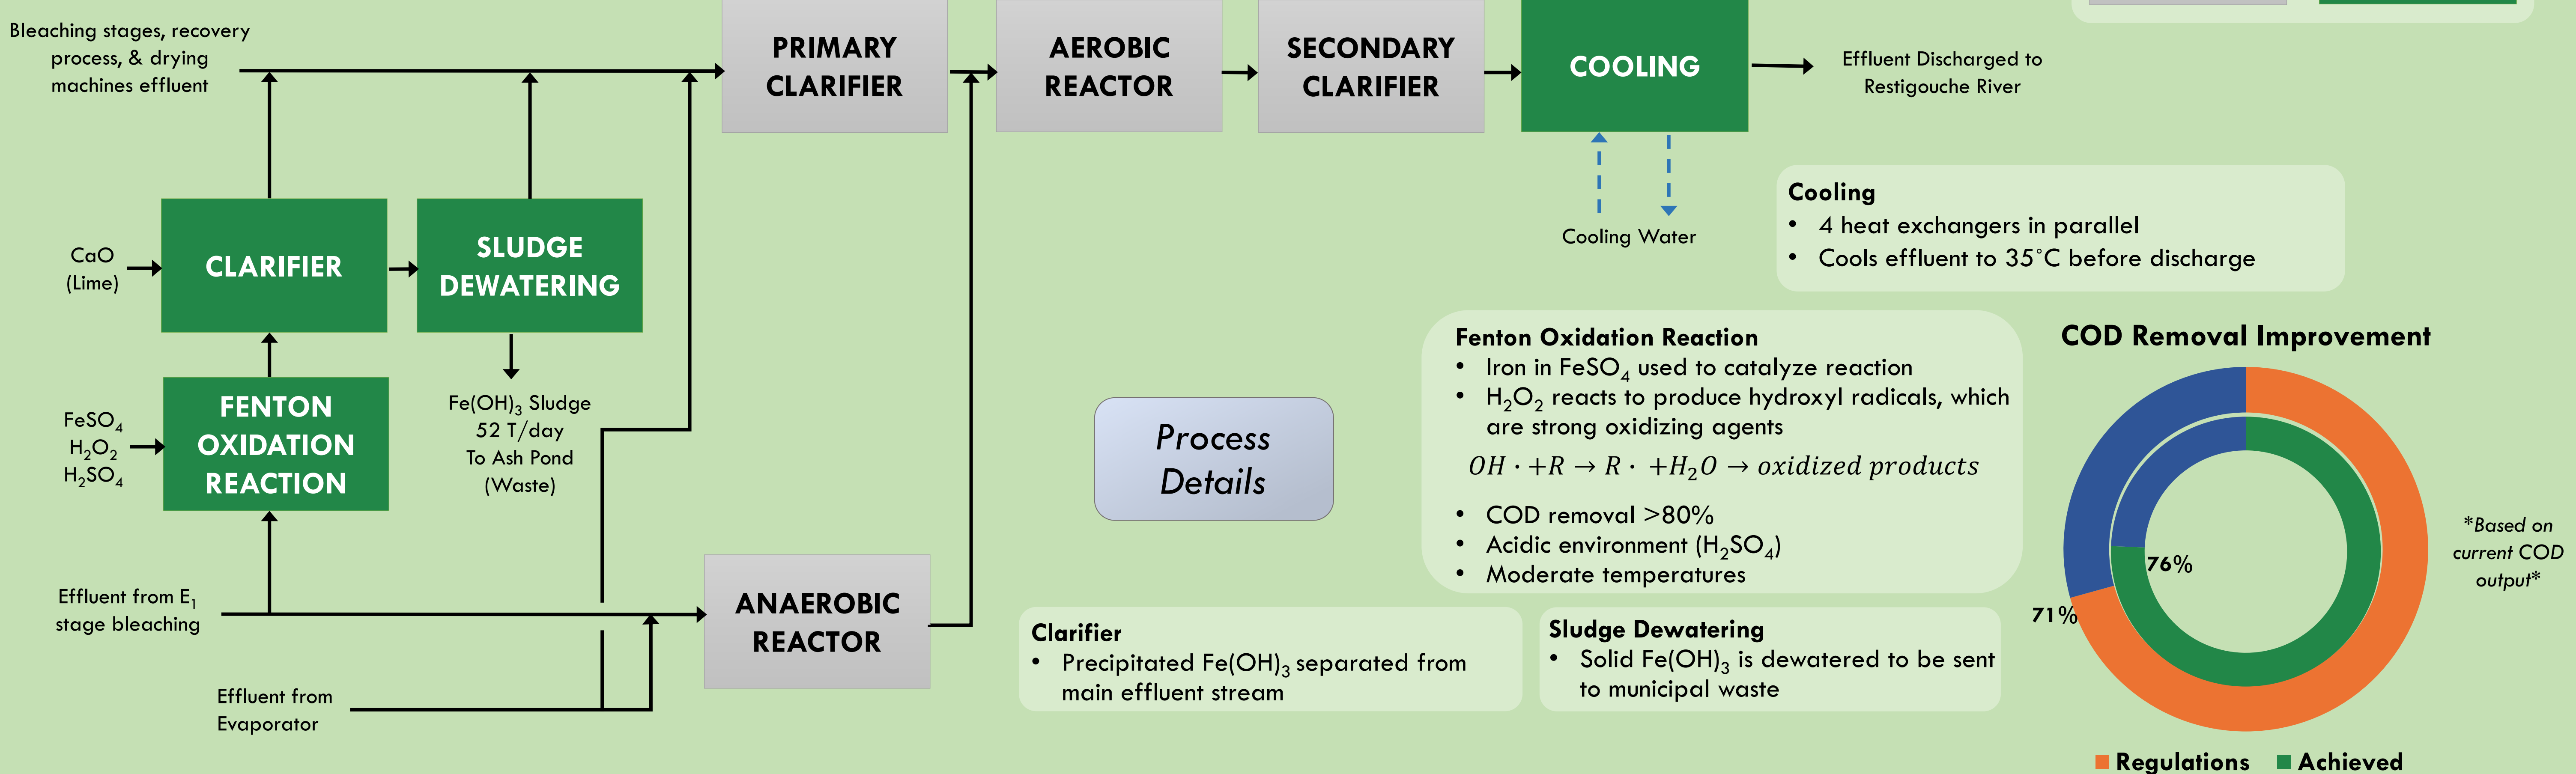 Bleaching stages, recovery
process, & drying
machines effluent
PRIMARY
CLARIFIER
AEROBIC
REACTOR
SECONDARY
CLARIFIER
COOLING
Effluent Discharged to
Restigouche River
Cooling Water
Cooling
• 4 heat exchangers in parallel
• Cools effluent to 35°C before discharge
CaO
(Lime)
CLARIFIER
SLUDGE
DEWATERING
FeSO₄
H₂O₂
H₂SO₄
FENTON
OXIDATION
REACTION
Fe(OH)₃ Sludge
52 T/day
To Ash Pond
(Waste)
Effluent from E₁
stage bleaching
Effluent from
Evaporator
ANAEROBIC
REACTOR
Process
Details
Fenton Oxidation Reaction
• Iron in FeSO₄ used to catalyze reaction
• H₂O₂ reacts to produce hydroxyl radicals, which
are strong oxidizing agents
OH · +R → R · +H₂O → oxidized products
• COD removal >80%
• Acidic environment (H₂SO₄)
• Moderate temperatures
Clarifier
• Precipitated Fe(OH)₃ separated from
main effluent stream
Sludge Dewatering
• Solid Fe(OH)₃ is dewatered to be sent
to municipal waste
COD Removal Improvement
76%
71%
*Based on
current COD
output*
Regulations
Achieved